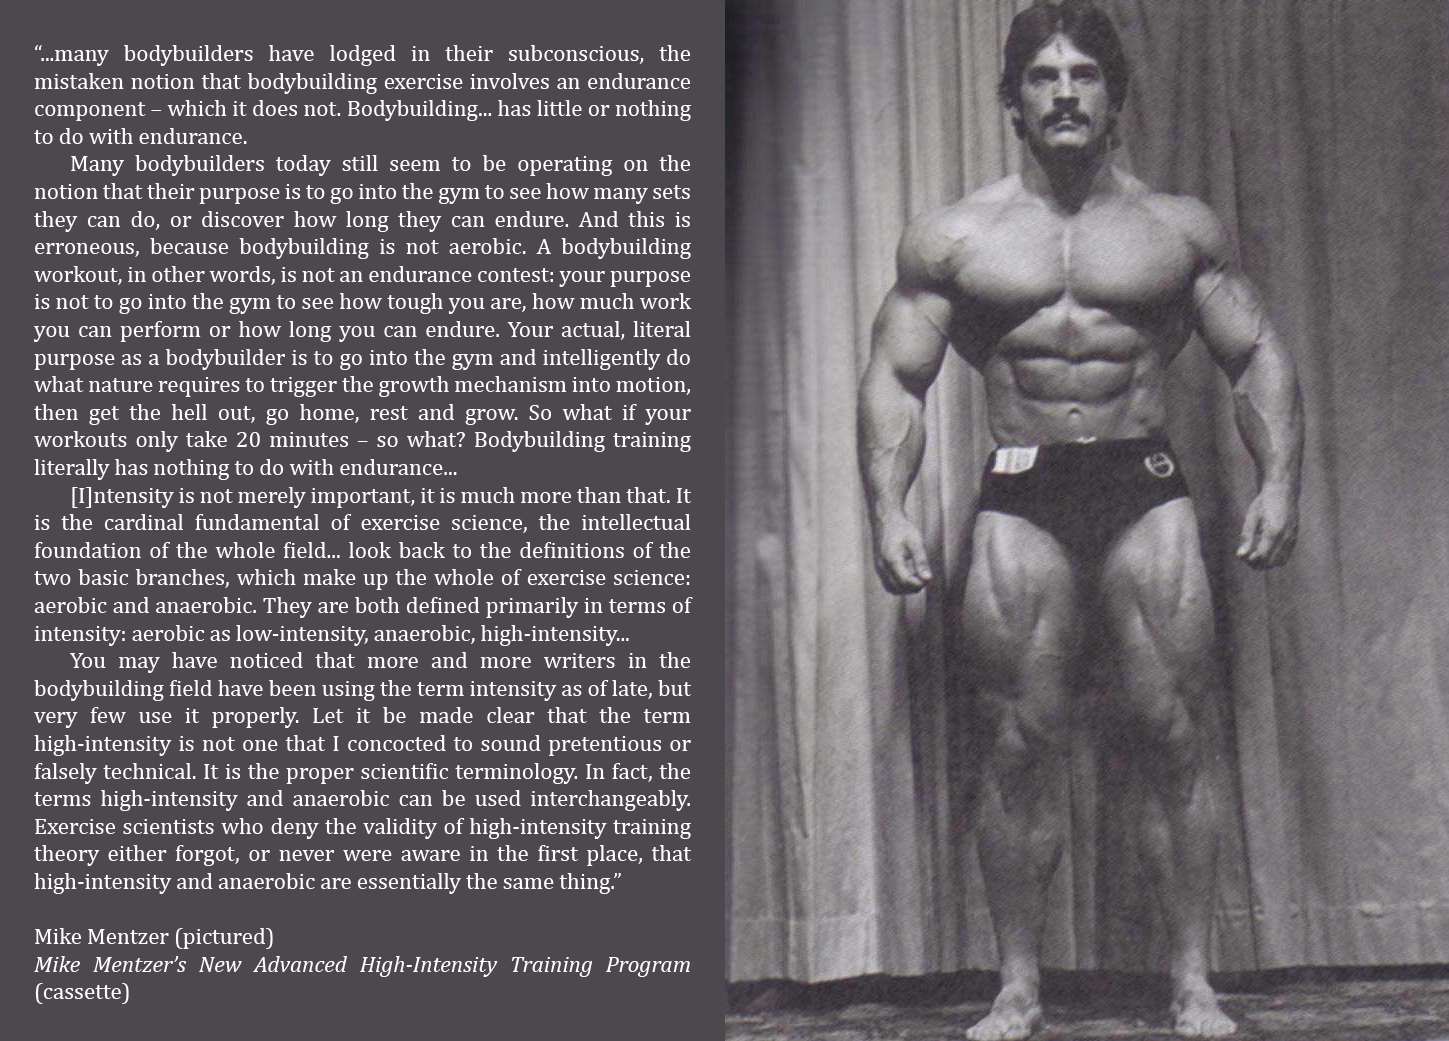 “...many bodybuilders have lodged in their subconscious, the
mistaken notion that bodybuilding exercise involves an endurance
component – which it does not. Bodybuilding... has little or nothing
to do with endurance.
Many bodybuilders today still seem to be operating on the
notion that their purpose is to go into the gym to see how many sets
they can do, or discover how long they can endure. And this is
erroneous, because bodybuilding is not aerobic. A bodybuilding
workout, in other words, is not an endurance contest: your purpose
is not to go into the gym to see how tough you are, how much work
you can perform or how long you can endure. Your actual, literal
purpose as a bodybuilder is to go into the gym and intelligently do
what nature requires to trigger the growth mechanism into motion,
then get the hell out, go home, rest and grow. So what if your
workouts only take 20 minutes – so what? Bodybuilding training
literally has nothing to do with endurance...
[I]ntensity is not merely important, it is much more than that. It
is the cardinal fundamental of exercise science, the intellectual
foundation of the whole field... look back to the definitions of the
two basic branches, which make up the whole of exercise science:
aerobic and anaerobic. They are both defined primarily in terms of
intensity: aerobic as low-intensity, anaerobic, high-intensity...
You may have noticed that more and more writers in the
bodybuilding field have been using the term intensity as of late, but
very few use it properly. Let it be made clear that the term
high-intensity is not one that I concocted to sound pretentious or
falsely technical. It is the proper scientific terminology. In fact, the
terms high-intensity and anaerobic can be used interchangeably.
Exercise scientists who deny the validity of high-intensity training
theory either forgot, or never were aware in the first place, that
high-intensity and anaerobic are essentially the same thing.”
Mike Mentzer (pictured)
Mike Mentzer’s New Advanced High-Intensity Training Program
(cassette)